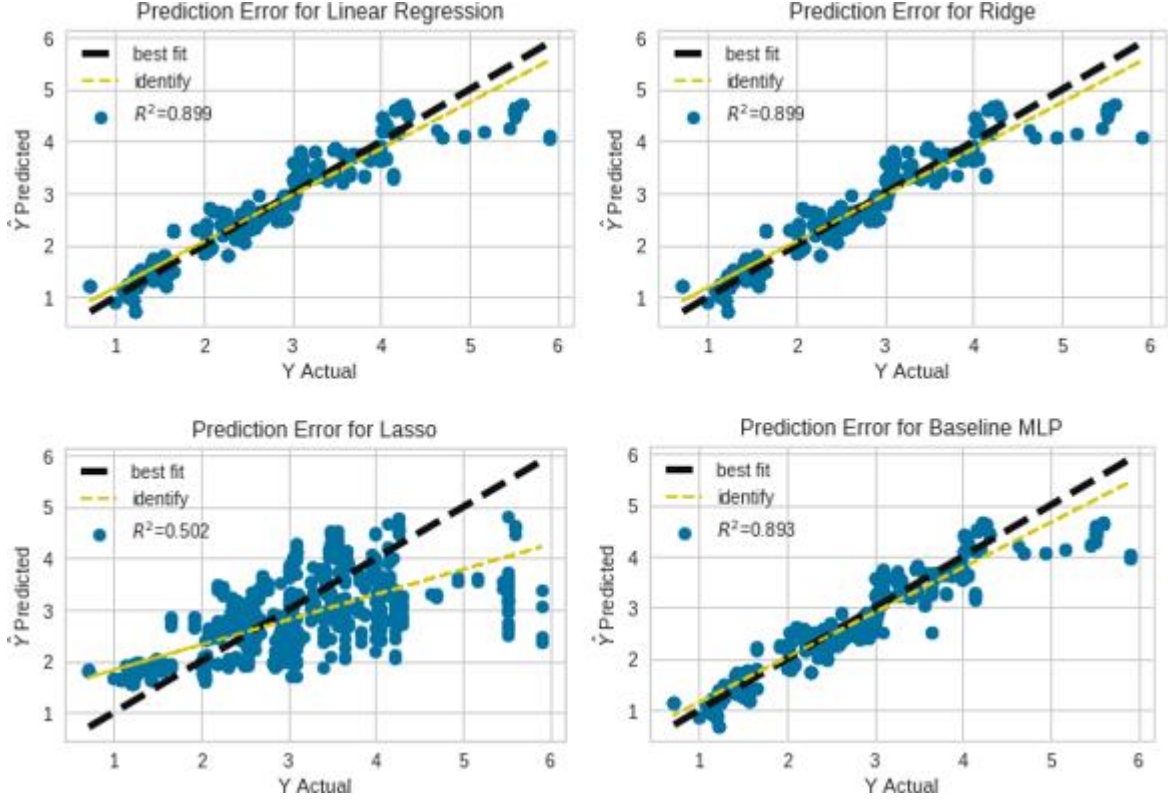 Prediction Error for Linear Regression
6
5
4
3
2
1
Ŷ Predicted
best fit
identify
R²=0.899
1 2 3 4 5 6
Y Actual
Prediction Error for Ridge
6
5
4
3
2
1
Ŷ Predicted
best fit
identify
R²=0.899
1 2 3 4 5 6
Y Actual
Prediction Error for Lasso
6
5
4
3
2
1
Ŷ Predicted
best fit
identify
R²=0.502
1 2 3 4 5 6
Y Actual
Prediction Error for Baseline MLP
6
5
4
3
2
1
Ŷ Predicted
best fit
identify
R²=0.893
1 2 3 4 5 6
Y Actual